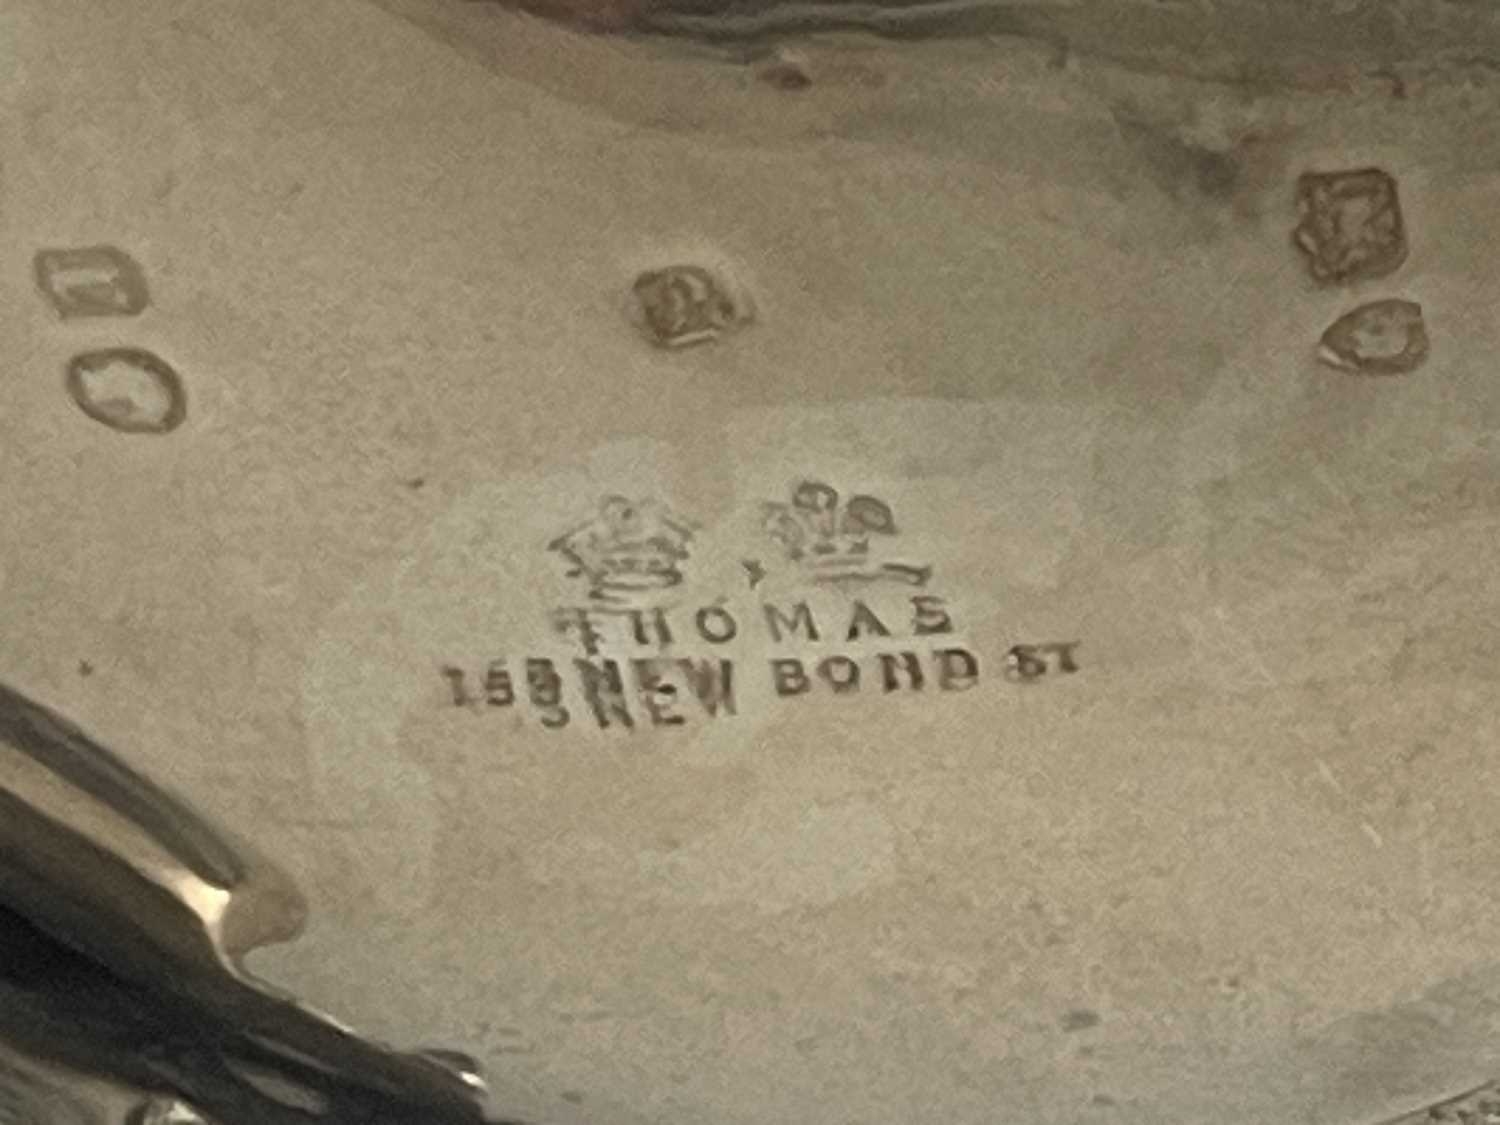 THOMAS
153 NEW BOND ST